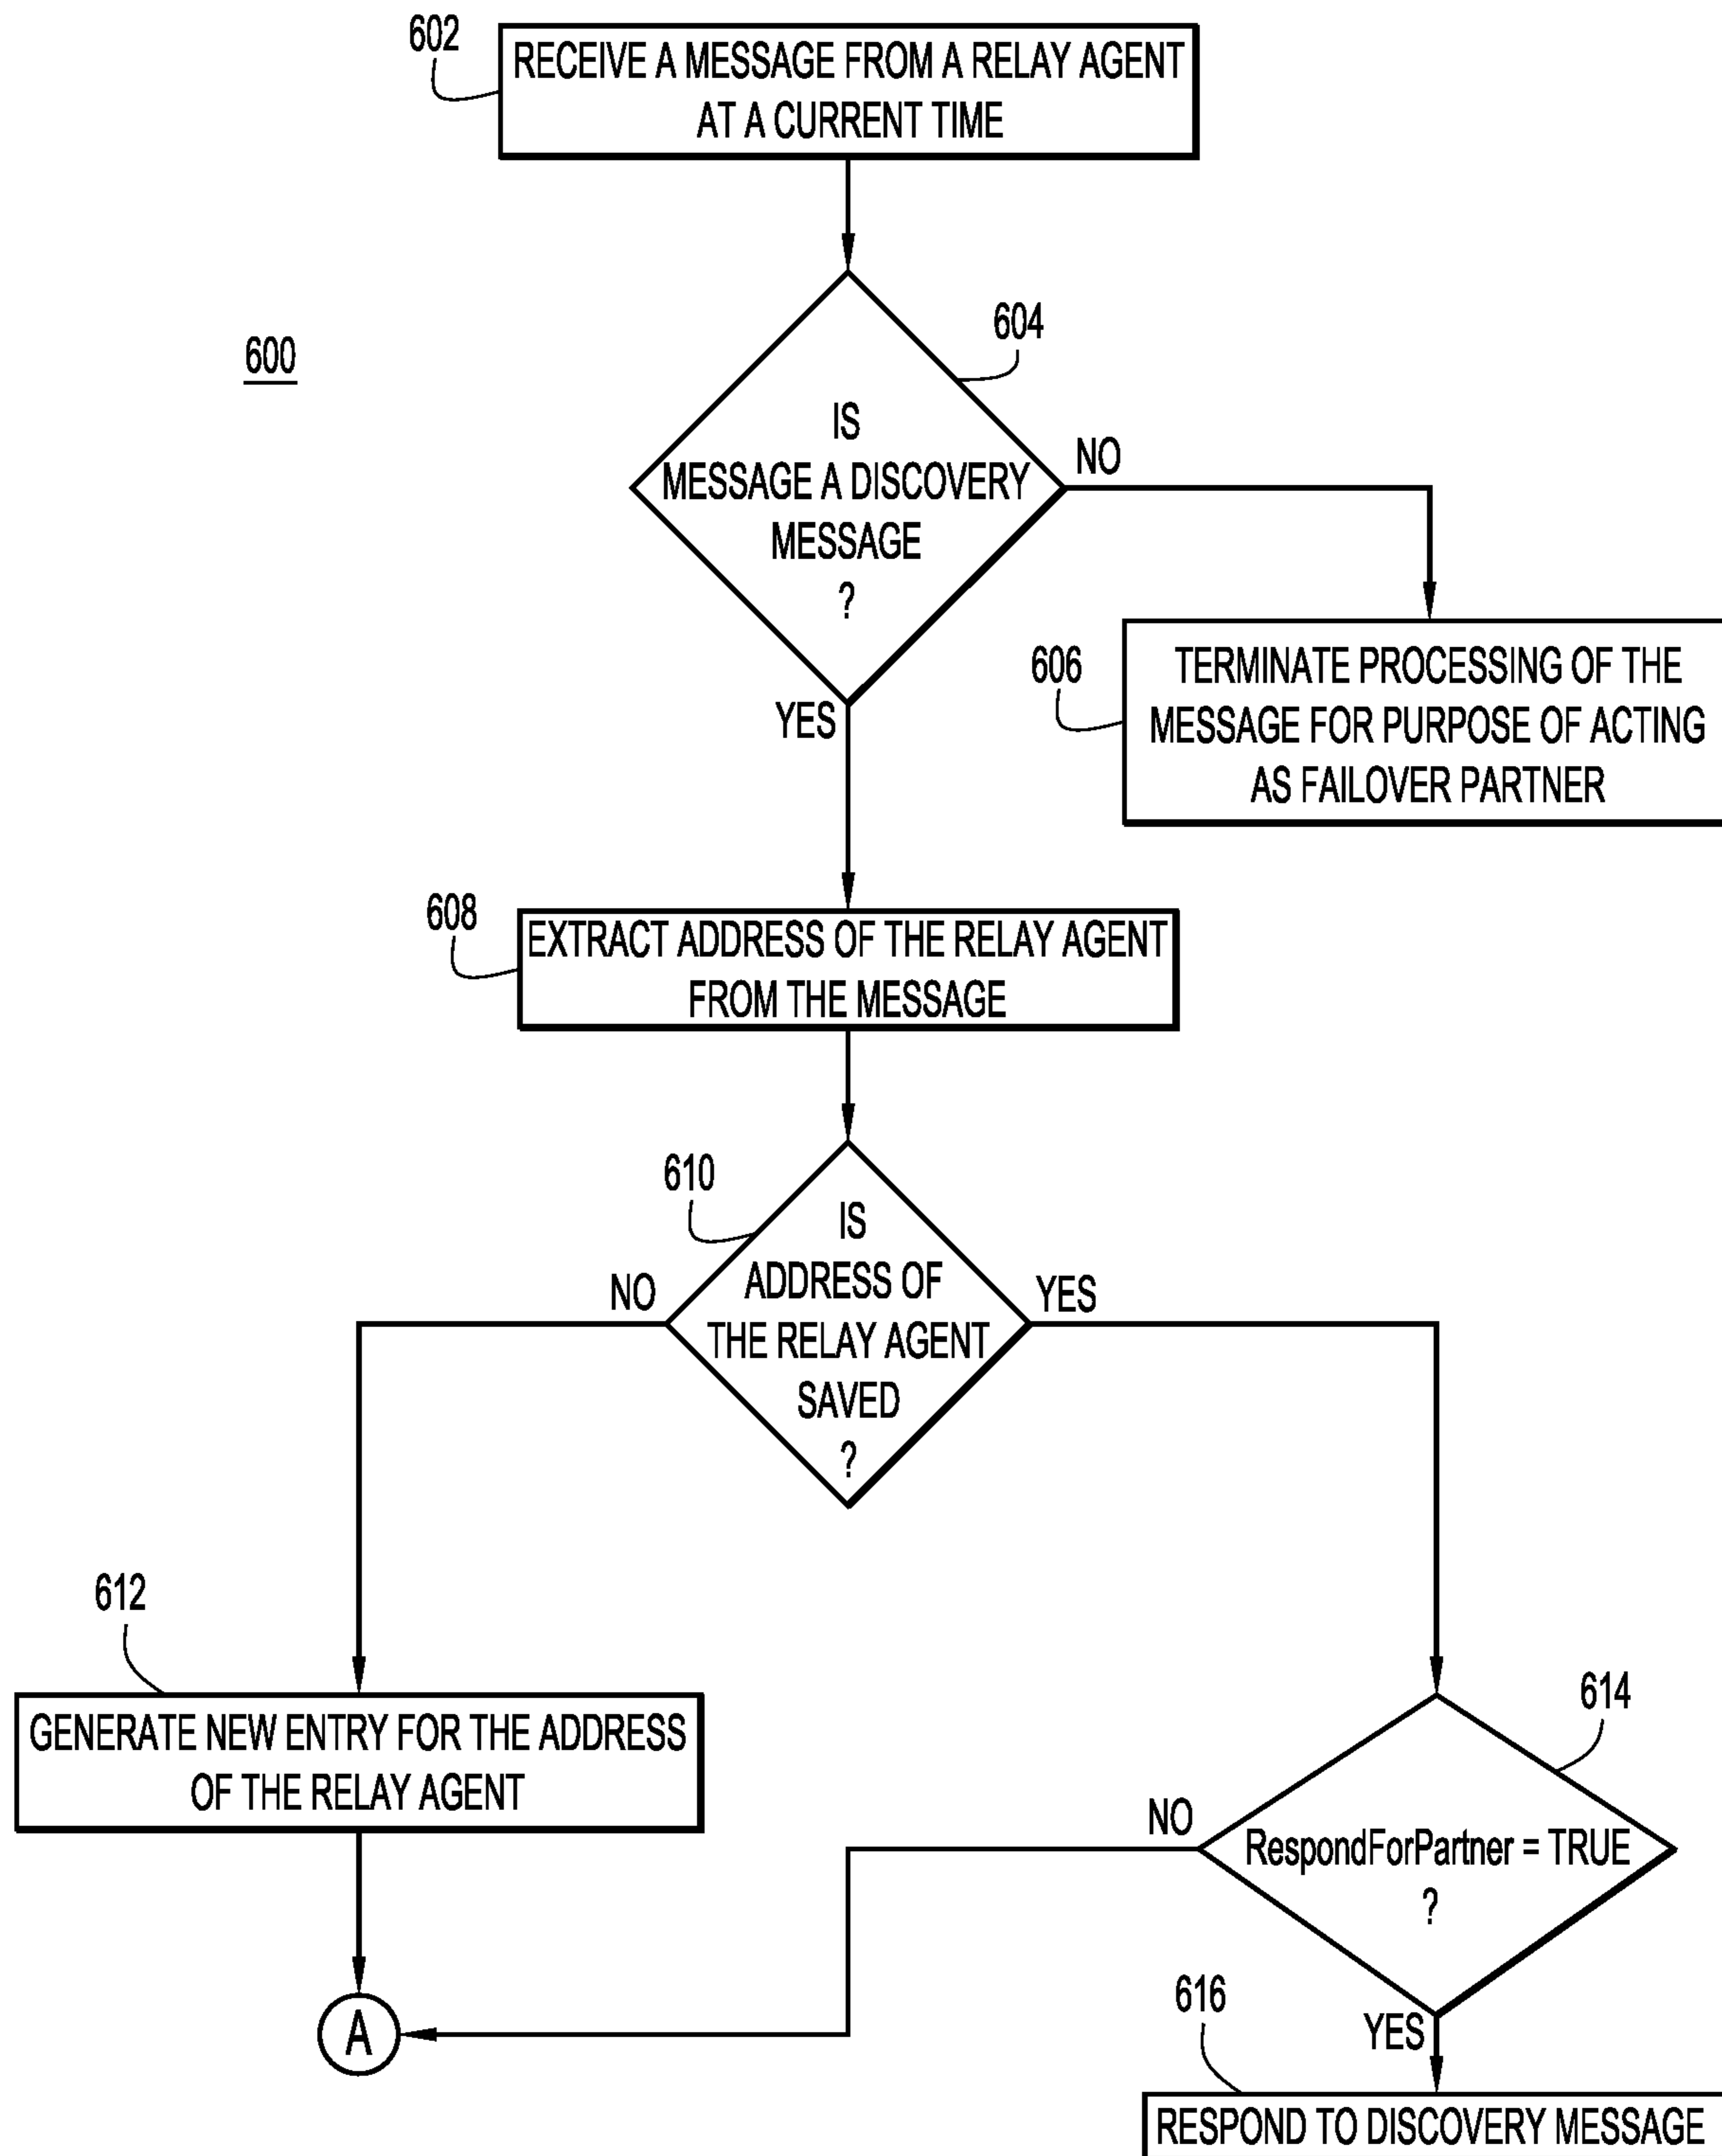 602
RECEIVE A MESSAGE FROM A RELAY AGENT
AT A CURRENT TIME
600
604
IS
MESSAGE A DISCOVERY
MESSAGE
?
NO
YES
606
TERMINATE PROCESSING OF THE
MESSAGE FOR PURPOSE OF ACTING
AS FAILOVER PARTNER
608
EXTRACT ADDRESS OF THE RELAY AGENT
FROM THE MESSAGE
610
IS
ADDRESS OF
THE RELAY AGENT
SAVED
?
NO
YES
612
GENERATE NEW ENTRY FOR THE ADDRESS
OF THE RELAY AGENT
614
RespondForPartner = TRUE
?
NO
YES
A
616
RESPOND TO DISCOVERY MESSAGE